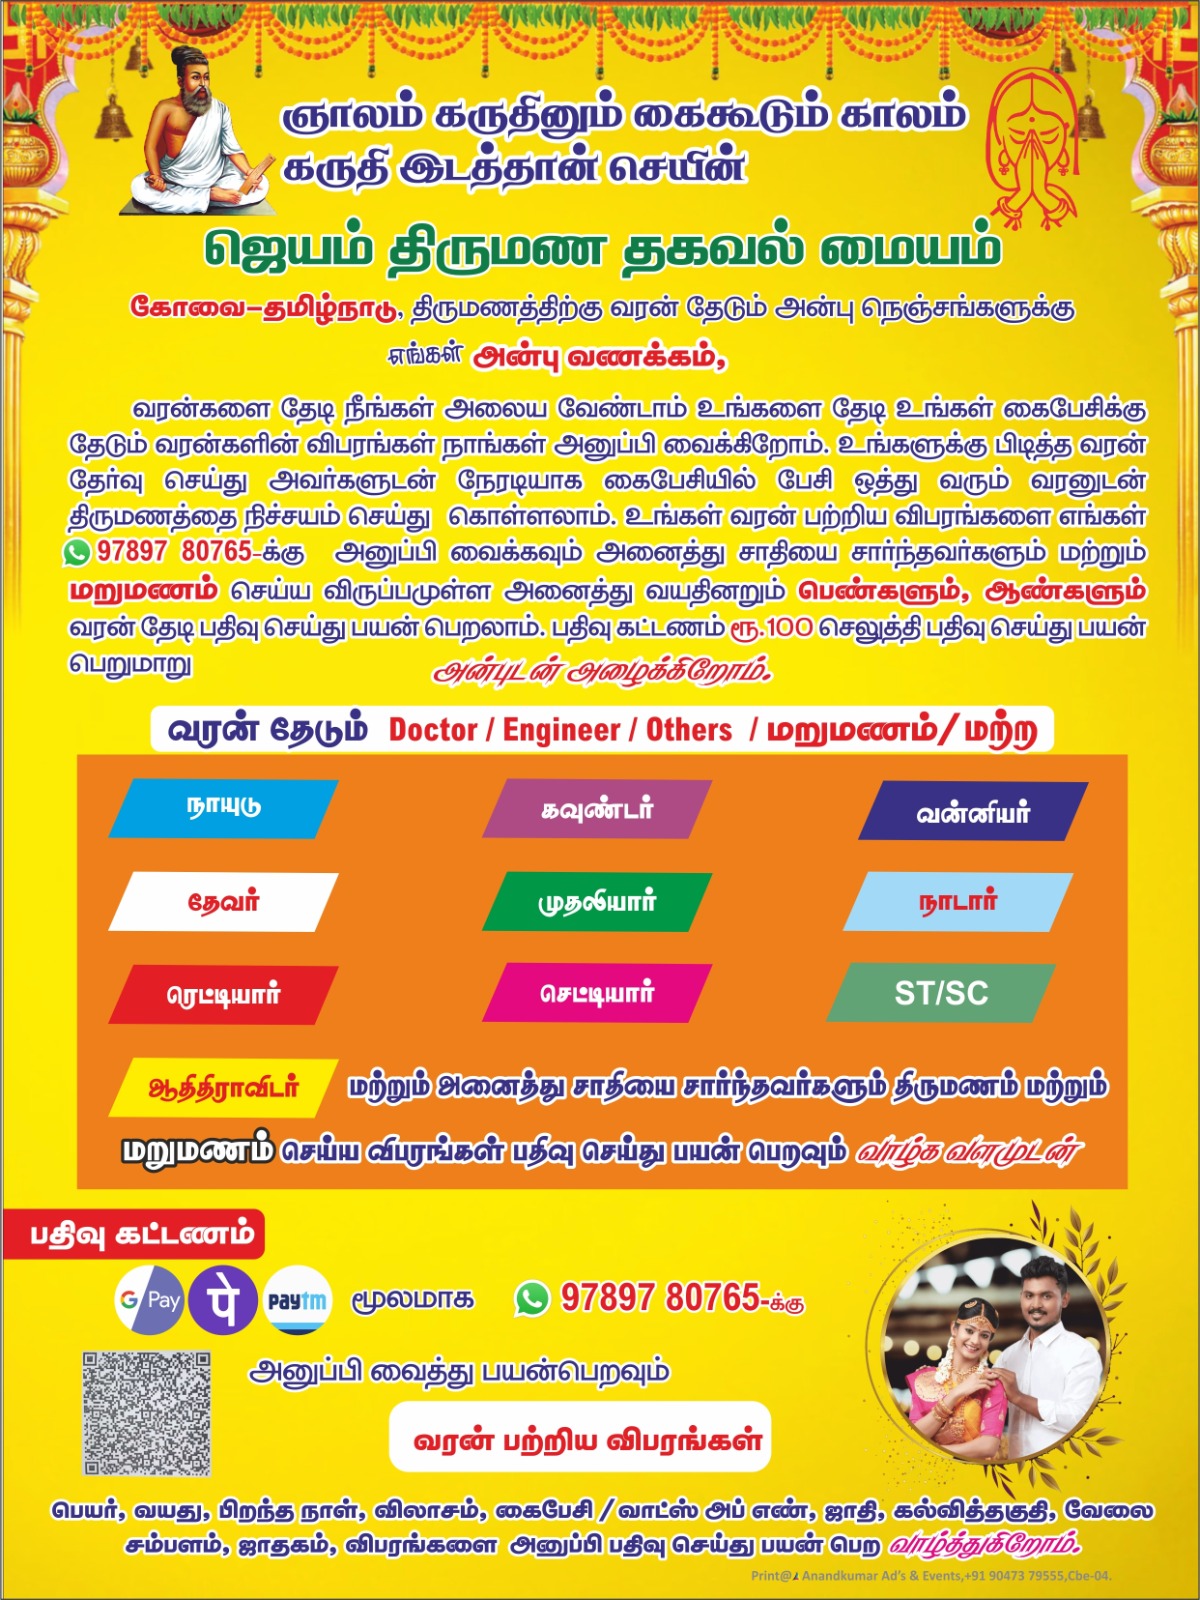 ஞாலம் கருதினும் கைகூடும் காலம்
கருதி இடத்தான் செயின்
ஜெயம் திருமண தகவல் மையம்
கோவை-தமிழ்நாடு, திருமணத்திற்கு வரன் தேடும் அன்பு நெஞ்சங்களுக்கு
எங்கள் அன்பு வணக்கம்,
வரன்களை தேடி நீங்கள் அலைய வேண்டாம் உங்களை தேடி உங்கள் கைபேசிக்கு
தேடும் வரன்களின் விபரங்கள் நாங்கள் அனுப்பி வைக்கிறோம். உங்களுக்கு பிடித்த வரன்
தேர்வு செய்து அவர்களுடன் நேரடியாக கைபேசியில் பேசி ஒத்து வரும் வரனுடன்
திருமணத்தை நிச்சயம் செய்து கொள்ளலாம். உங்கள் வரன் பற்றிய விபரங்களை எங்கள்
97897 80765-க்கு அனுப்பி வைக்கவும் அனைத்து சாதியை சார்ந்தவர்களும் மற்றும்
மறுமணம் செய்ய விருப்பமுள்ள அனைத்து வயதினறும் பெண்களும், ஆண்களும்
வரன் தேடி பதிவு செய்து பயன் பெறலாம். பதிவு கட்டணம் ரூ.100 செலுத்தி பதிவு செய்து பயன்
பெறுமாறு அன்புடன் அழைக்கிறோம்.
வரன் தேடும் Doctor / Engineer / Others / மறுமணம்/ மற்ற
நாயுடு கவுண்டர் வன்னியர்
தேவர் முதலியார் நாடார்
ரெட்டியார் செட்டியார் ST/SC
ஆதிதிராவிடர் மற்றும் அனைத்து சாதியை சார்ந்தவர்களும் திருமணம் மற்றும்
மறுமணம் செய்ய விபரங்கள் பதிவு செய்து பயன் பெறவும் வாழ்க வளமுடன்
பதிவு கட்டணம்
G Pay பே paytm மூலமாக 97897 80765-க்கு
அனுப்பி வைத்து பயன்பெறவும்
வரன் பற்றிய விபரங்கள்
பெயர், வயது, பிறந்த நாள், விலாசம், கைபேசி / வாட்ஸ் அப் எண், ஜாதி, கல்வித்தகுதி, வேலை
சம்பளம், ஜாதகம், விபரங்களை அனுப்பி பதிவு செய்து பயன் பெற வாழ்த்துகிறோம்.
Print@ Anandkumar Ad's & Events,+91 90473 79555,Cbe-04.